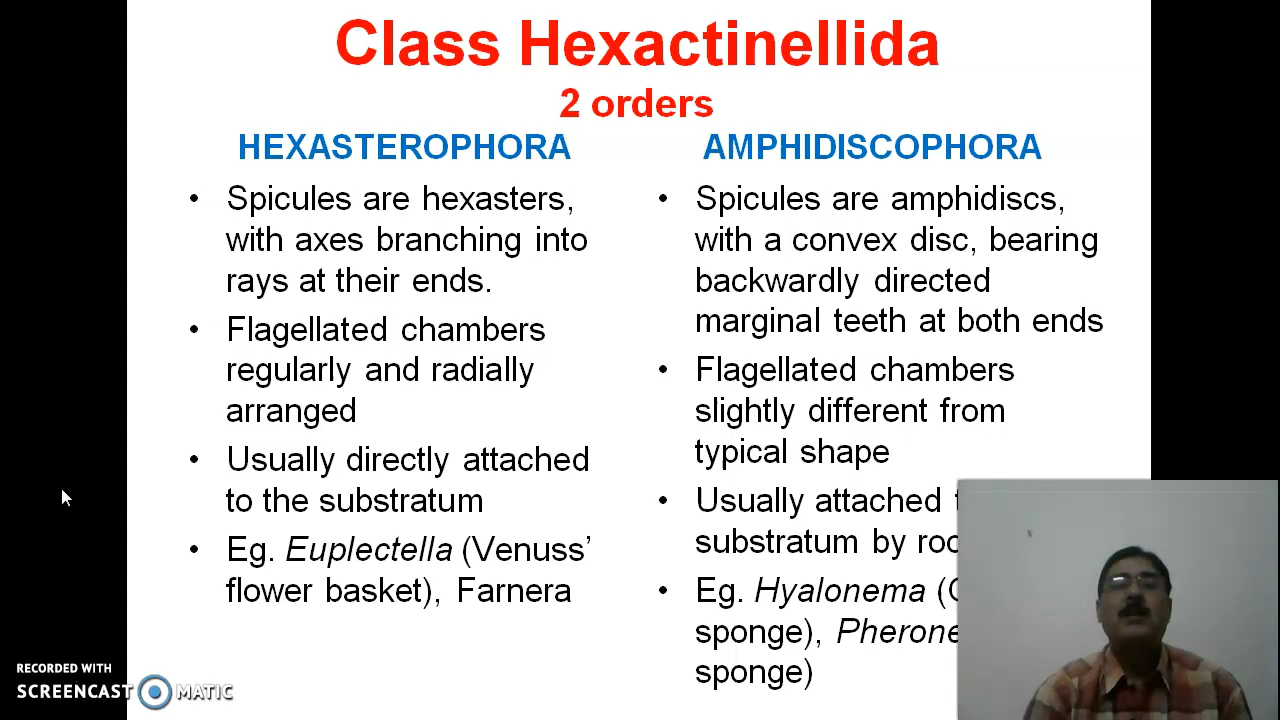 Class Hexactinellida
2 orders
HEXASTEROPHORA
• Spicules are hexasters,
with axes branching into
rays at their ends.
• Flagellated chambers
regularly and radially
arranged
• Usually directly attached
to the substratum
• Eg. Euplectella (Venuss’
flower basket), Farnera
AMPHIDISCOPHORA
• Spicules are amphidiscs,
with a convex disc, bearing
backwardly directed
marginal teeth at both ends
• Flagellated chambers
slightly different from
typical shape
• Usually attached
substratum by
• Eg. Hyalonema
sponge),
sponge)
RECORDED WITH
SCREENCAST MATIC